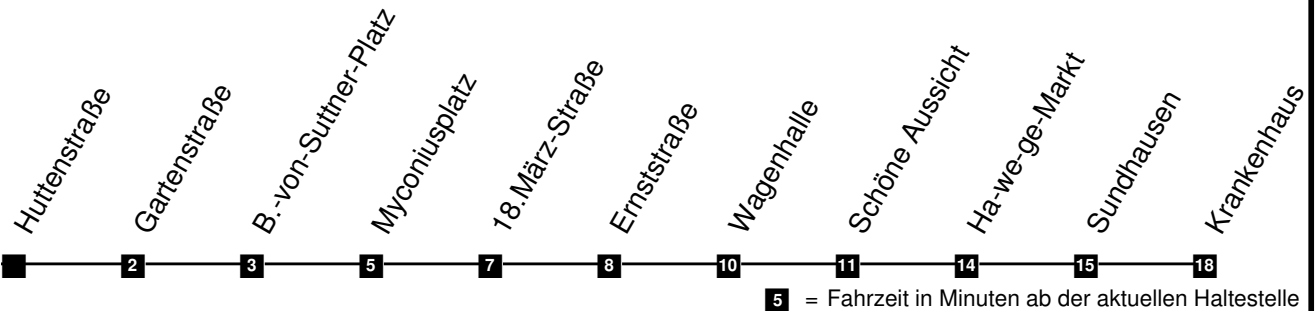 Huttenstraße
Gartenstraße
B.-von-Suttner-Platz
Myconiusplatz
18.März-Straße
Ernststraße
Wagenhalle
Schöne Aussicht
Ha-we-ge-Markt
Sundhausen
Krankenhaus
2 3 5 7 8 10 11 14 15 18
5 = Fahrzeit in Minuten ab der aktuellen Haltestelle